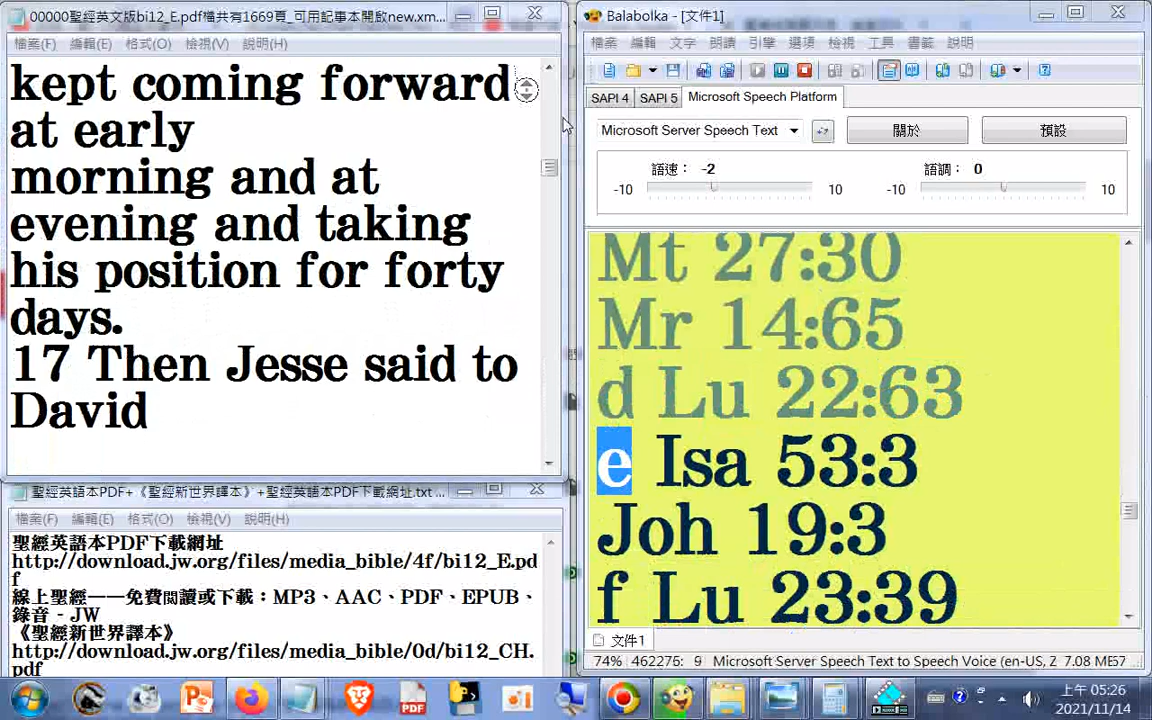 00000聖經英文版bi12_E.pdf檔共有1669頁_可用記事本開啟new.xm...
檔案(F) 編輯(E) 格式(O) 檢視(V) 說明(H)
kept coming forward
at early
morning and at
evening and taking
his position for forty
days.
17 Then Jesse said to
David
聖經英語本PDF+《聖經新世界譯本》+聖經英語本PDF下載網址.txt ...
檔案(F) 編輯(E) 格式(O) 檢視(V) 說明(H)
聖經英語本PDF下載網址
http://download.jw.org/files/media_bible/4f/bi12_E.pd
f
線上聖經——免費閱讀或下載：MP3、AAC、PDF、EPUB、
錄音 - JW
《聖經新世界譯本》
http://download.jw.org/files/media_bible/0d/bi12_CH.
pdf
Balabolka - [文件1]
檔案 編輯 文字 朗讀 引擎 選項 檢視 工具 書籤 說明
SAPI 4 SAPI 5 Microsoft Speech Platform
Microsoft Server Speech Text 關於 預設
語速： -2 語調： 0
-10 10 -10 10
Mt 27:30
Mr 14:65
d Lu 22:63
e Isa 53:3
Joh 19:3
f Lu 23:39
文件1
74% 462275: 9 Microsoft Server Speech Text to Speech Voice (en-US, Z 7.08 ME 57
PDF
上午 05:26
2021/11/14